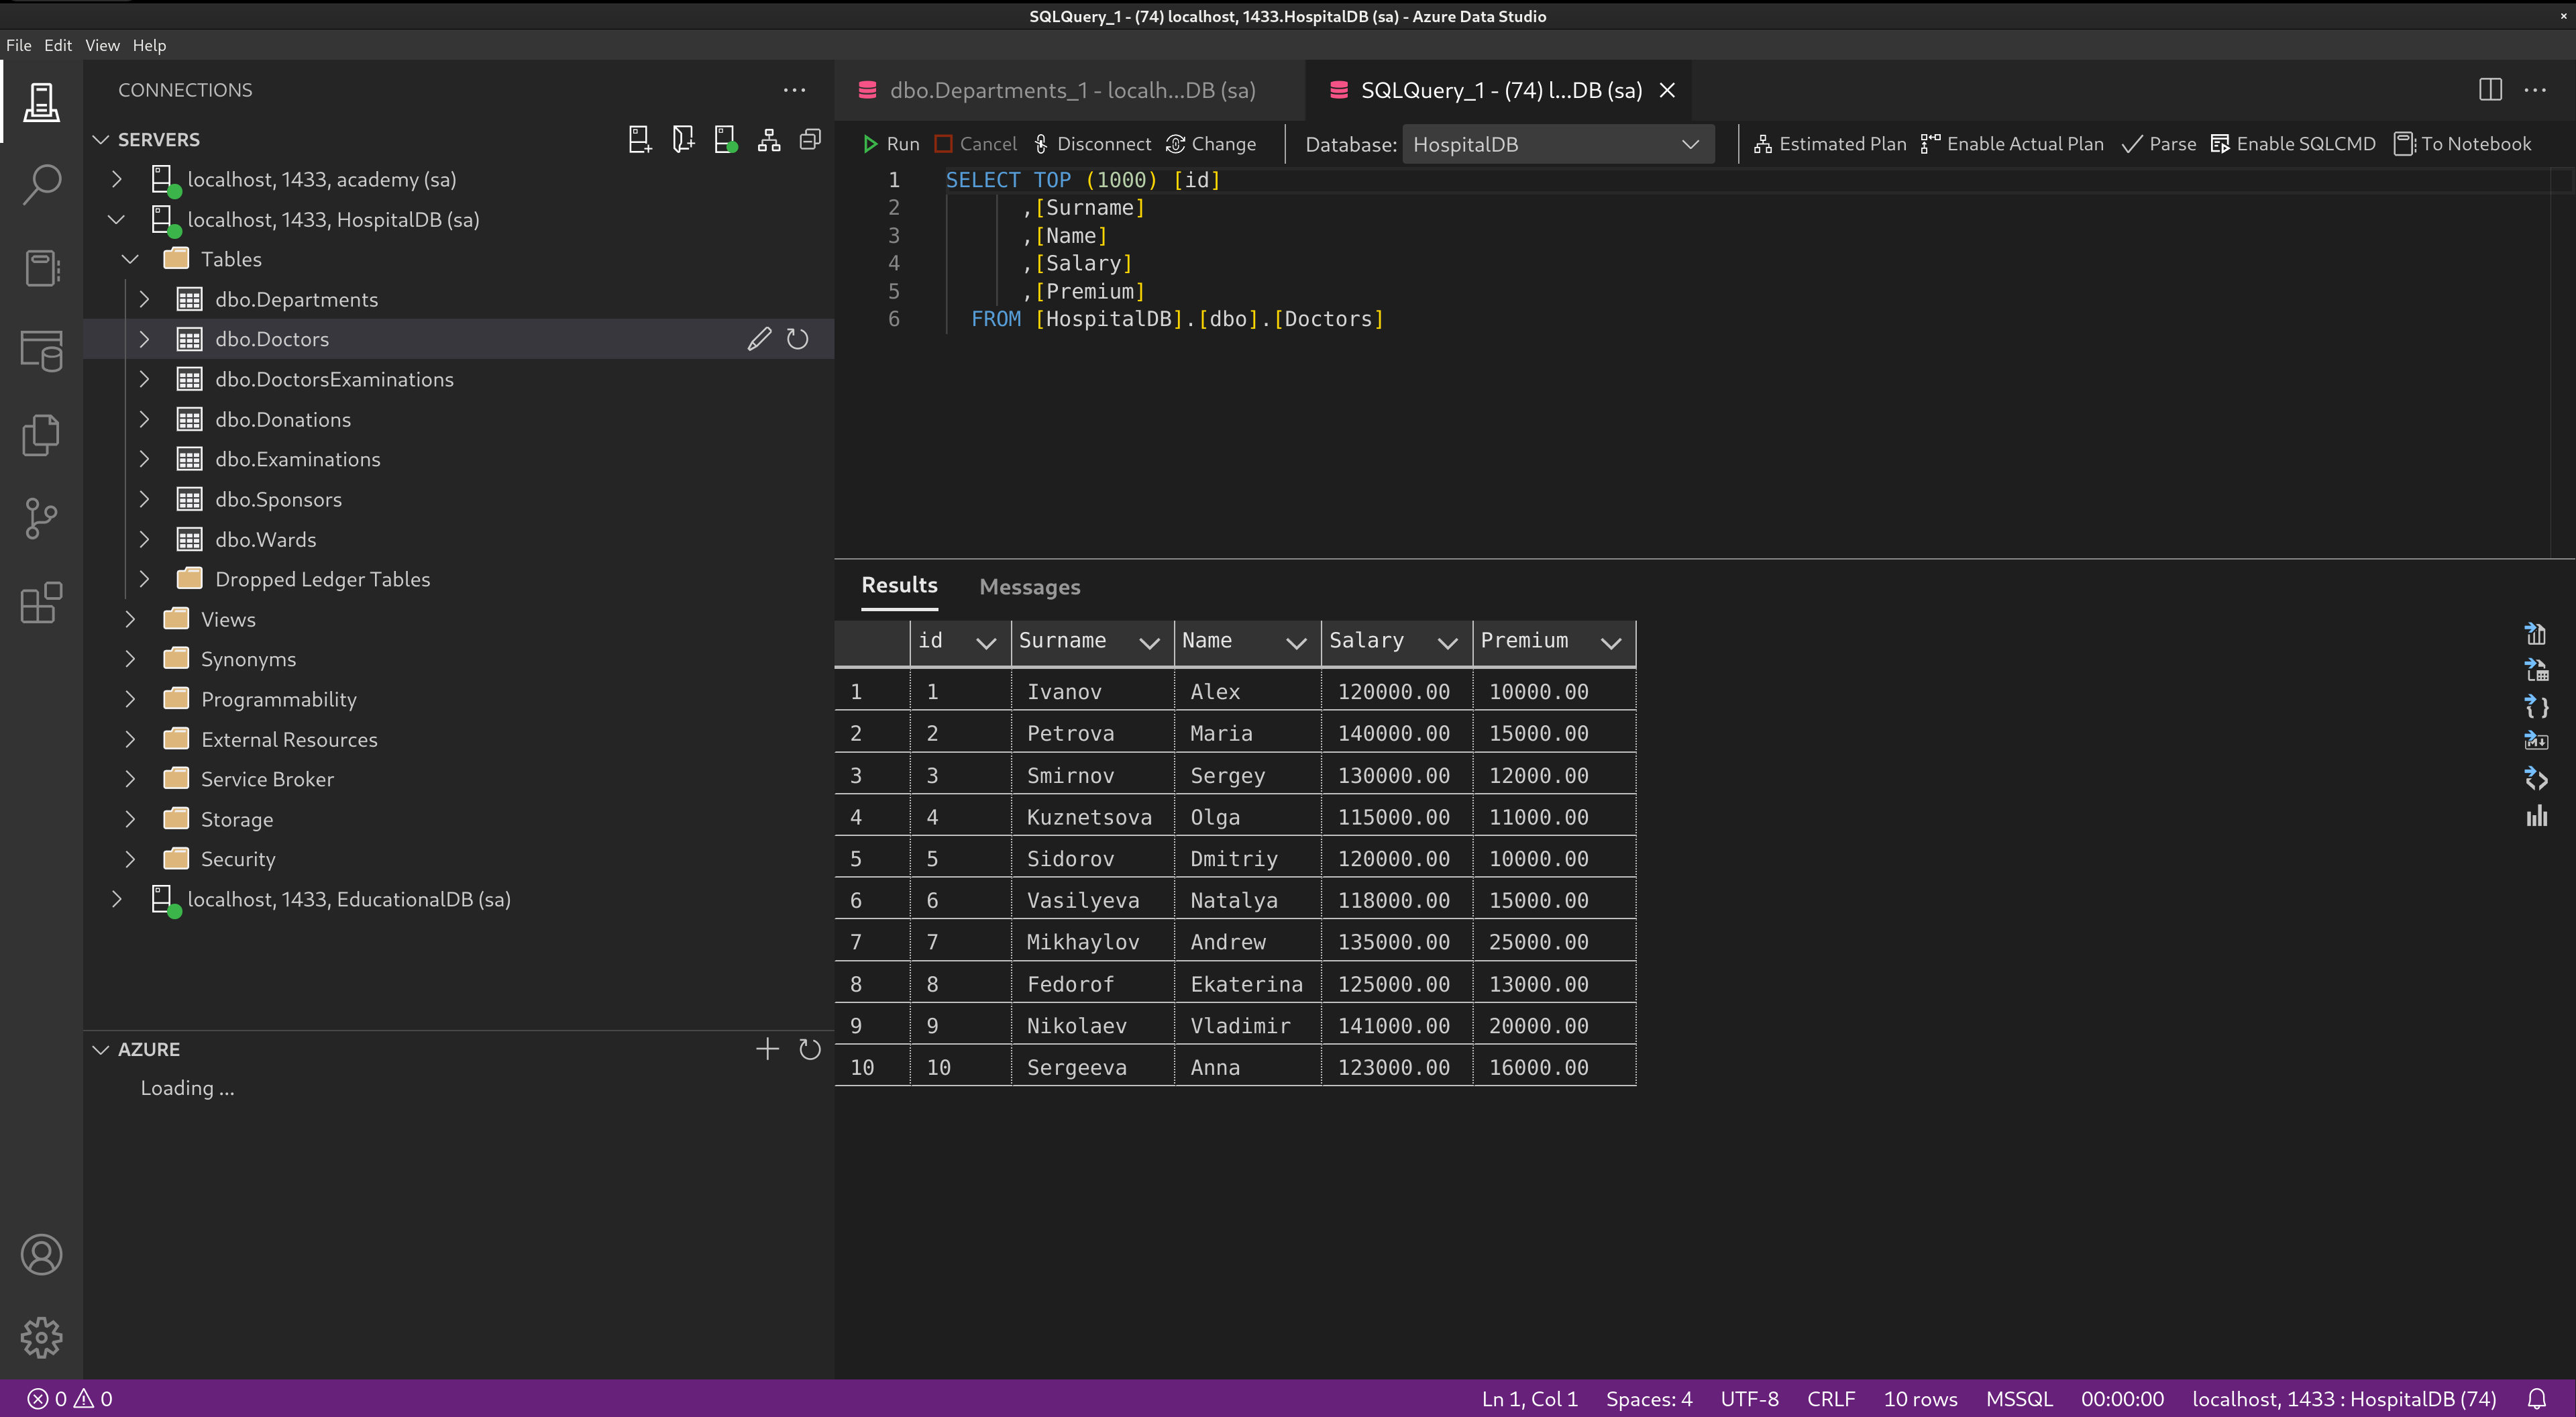 SQLQuery_1 - (74) localhost, 1433.HospitalDB (sa) - Azure Data Studio
File Edit View Help
CONNECTIONS
SERVERS
localhost, 1433, academy (sa)
localhost, 1433, HospitalDB (sa)
Tables
dbo.Departments
dbo.Doctors
dbo.DoctorsExaminations
dbo.Donations
dbo.Examinations
dbo.Sponsors
dbo.Wards
Dropped Ledger Tables
Views
Synonyms
Programmability
External Resources
Service Broker
Storage
Security
localhost, 1433, EducationalDB (sa)
AZURE
Loading ...
dbo.Departments_1 - localh...DB (sa) SQLQuery_1 - (74) l...DB (sa)
Run Cancel Disconnect Change Database: HospitalDB Estimated Plan Enable Actual Plan Parse Enable SQLCMD To Notebook
1 SELECT TOP (1000) [id]
2 ,[Surname]
3 ,[Name]
4 ,[Salary]
5 ,[Premium]
6 FROM [HospitalDB].[dbo].[Doctors]
Results Messages
id Surname Name Salary Premium
1 1 Ivanov Alex 120000.00 10000.00
2 2 Petrova Maria 140000.00 15000.00
3 3 Smirnov Sergey 130000.00 12000.00
4 4 Kuznetsova Olga 115000.00 11000.00
5 5 Sidorov Dmitriy 120000.00 10000.00
6 6 Vasilyeva Natalya 118000.00 15000.00
7 7 Mikhaylov Andrew 135000.00 25000.00
8 8 Fedorof Ekaterina 125000.00 13000.00
9 9 Nikolaev Vladimir 141000.00 20000.00
10 10 Sergeeva Anna 123000.00 16000.00
0 0 Ln 1, Col 1 Spaces: 4 UTF-8 CRLF 10 rows MSSQL 00:00:00 localhost, 1433 : HospitalDB (74)